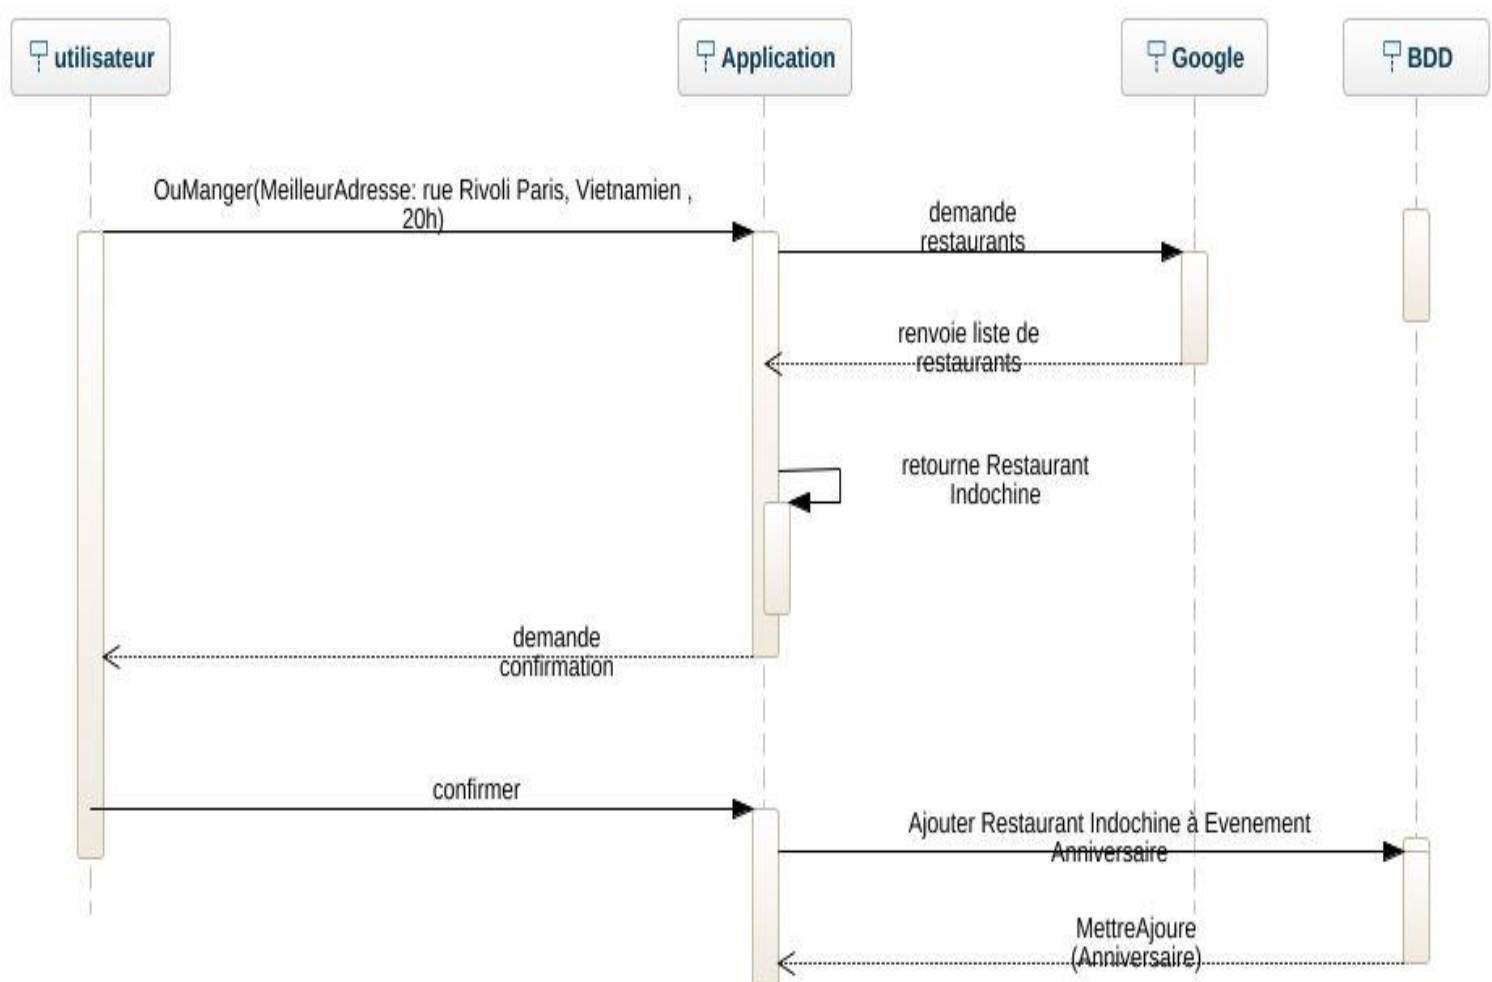 utilisateur
Application
Google
BDD
OuManger(MeilleurAdresse: rue Rivoli Paris, Vietnamien ,
20h)
demande
restaurants
renvoie liste de
restaurants
retourne Restaurant
Indochine
demande
confirmation
confirmer
Ajouter Restaurant Indochine à Evenement
Anniversaire
MettreAjoure
(Anniversaire)